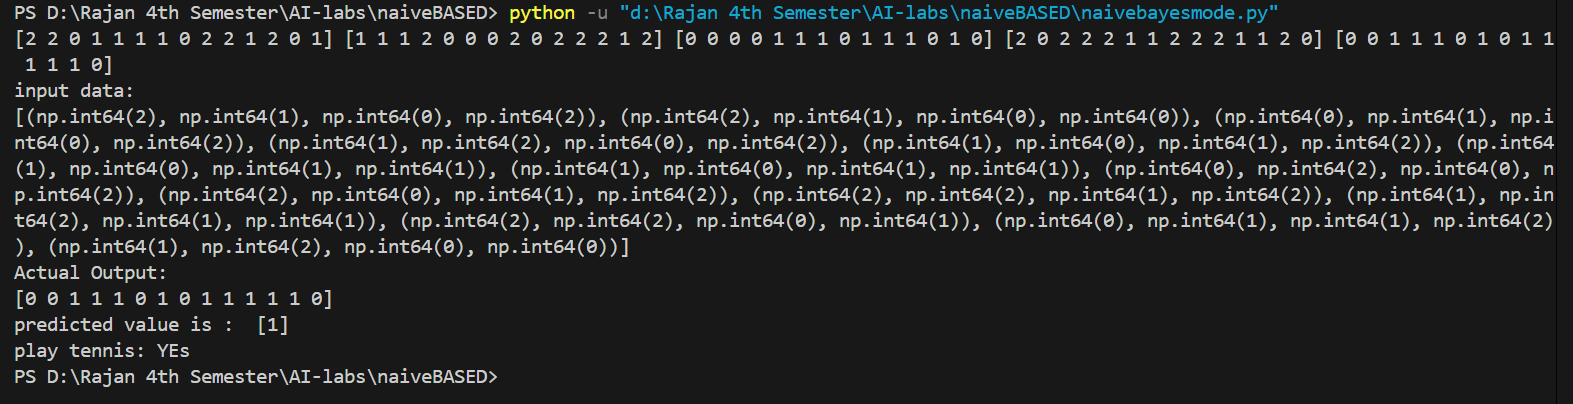 PS D:\Rajan 4th Semester\AI-labs\naiveBASED> python -u "d:\Rajan 4th Semester\AI-labs\naiveBASED\naivebayesmode.py"
[2 2 0 1 1 1 1 0 2 2 1 2 0 1] [1 1 1 2 0 0 0 2 0 2 2 2 1 2] [0 0 0 0 1 1 1 0 1 1 1 0 1 0] [2 0 2 2 2 1 1 2 2 2 1 1 2 0] [0 0 1 1 1 0 1 0 1 1 1
 1 1 1 0]
input data:
[(np.int64(2), np.int64(1), np.int64(0), np.int64(2)), (np.int64(2), np.int64(1), np.int64(0), np.int64(0)), (np.int64(0), np.int64(1), np.i
nt64(0), np.int64(2)), (np.int64(1), np.int64(2), np.int64(0), np.int64(2)), (np.int64(1), np.int64(0), np.int64(1), np.int64(2)), (np.int64
(1), np.int64(0), np.int64(1), np.int64(1)), (np.int64(1), np.int64(0), np.int64(1), np.int64(1)), (np.int64(0), np.int64(2), np.int64(0), n
p.int64(2)), (np.int64(2), np.int64(0), np.int64(1), np.int64(2)), (np.int64(2), np.int64(2), np.int64(1), np.int64(2)), (np.int64(1), np.in
t64(2), np.int64(1), np.int64(1)), (np.int64(2), np.int64(2), np.int64(0), np.int64(1)), (np.int64(0), np.int64(1), np.int64(1), np.int64(2)
), (np.int64(1), np.int64(2), np.int64(0), np.int64(0))]
Actual Output:
[0 0 1 1 1 0 1 0 1 1 1 1 1 0]
predicted value is :  [1]
play tennis: YEs
PS D:\Rajan 4th Semester\AI-labs\naiveBASED>